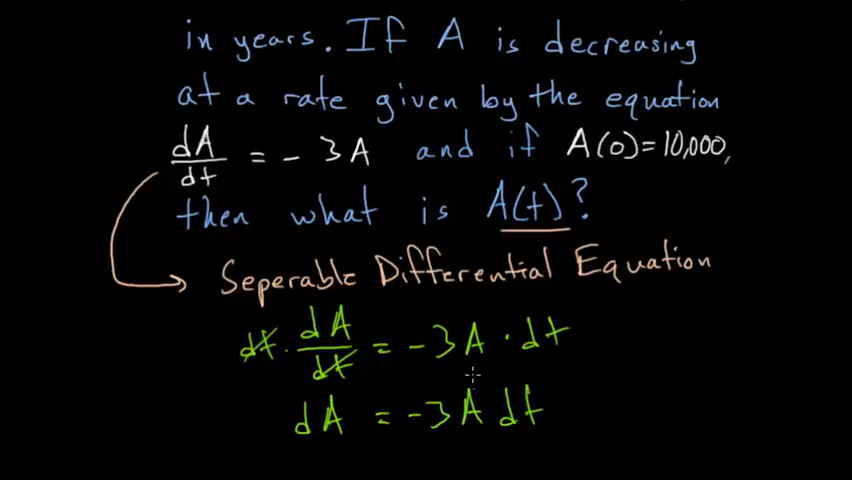 in years. If A is decreasing
at a rate given by the equation
dA/dt = - 3A and if A(0)=10,000,
then what is A(t)?
Seperable Differential Equation
dt · dA/dt = -3A · dt
dA = -3A dt